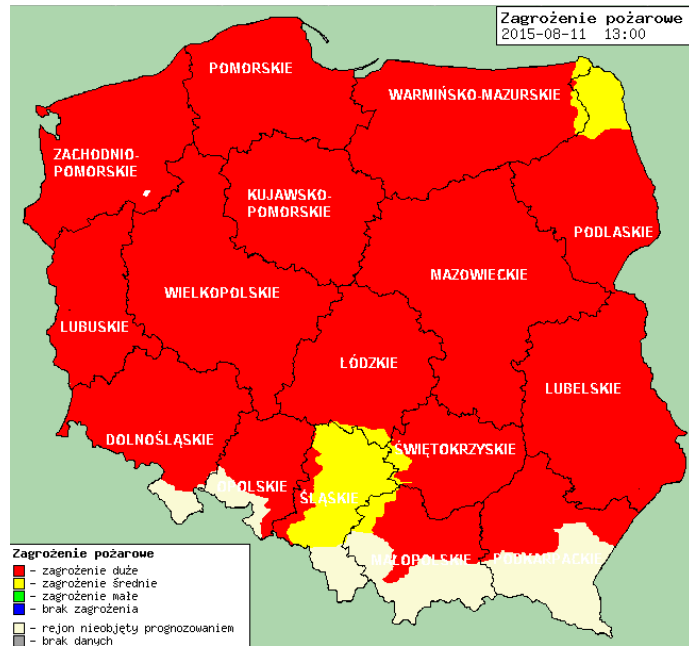 Zagrożenie pożarowe
2015-08-11 13:00
POMORSKIE
WARMIŃSKO-MAZURSKIE
ZACHODNIO-
POMORSKIE
KUJAWSKO-
POMORSKIE
PODLASKIE
MAZOWIECKE
WIELKOPOLSKIE
LUBUSKIE
ŁÓDZKIE
LUBELSKIE
DOLNOŚLĄSKIE
ŚWIĘTOKRZYSKIE
OPOLSKIE
ŚLĄSKIE
MAŁOPOLSKIE
PODKARPACKIE
Zagrożenie pożarowe
- zagrożenie duże
- zagrożenie średnie
- zagrożenie małe
- brak zagrożenia
- rejon nieobjęty prognozowaniem
- brak danych